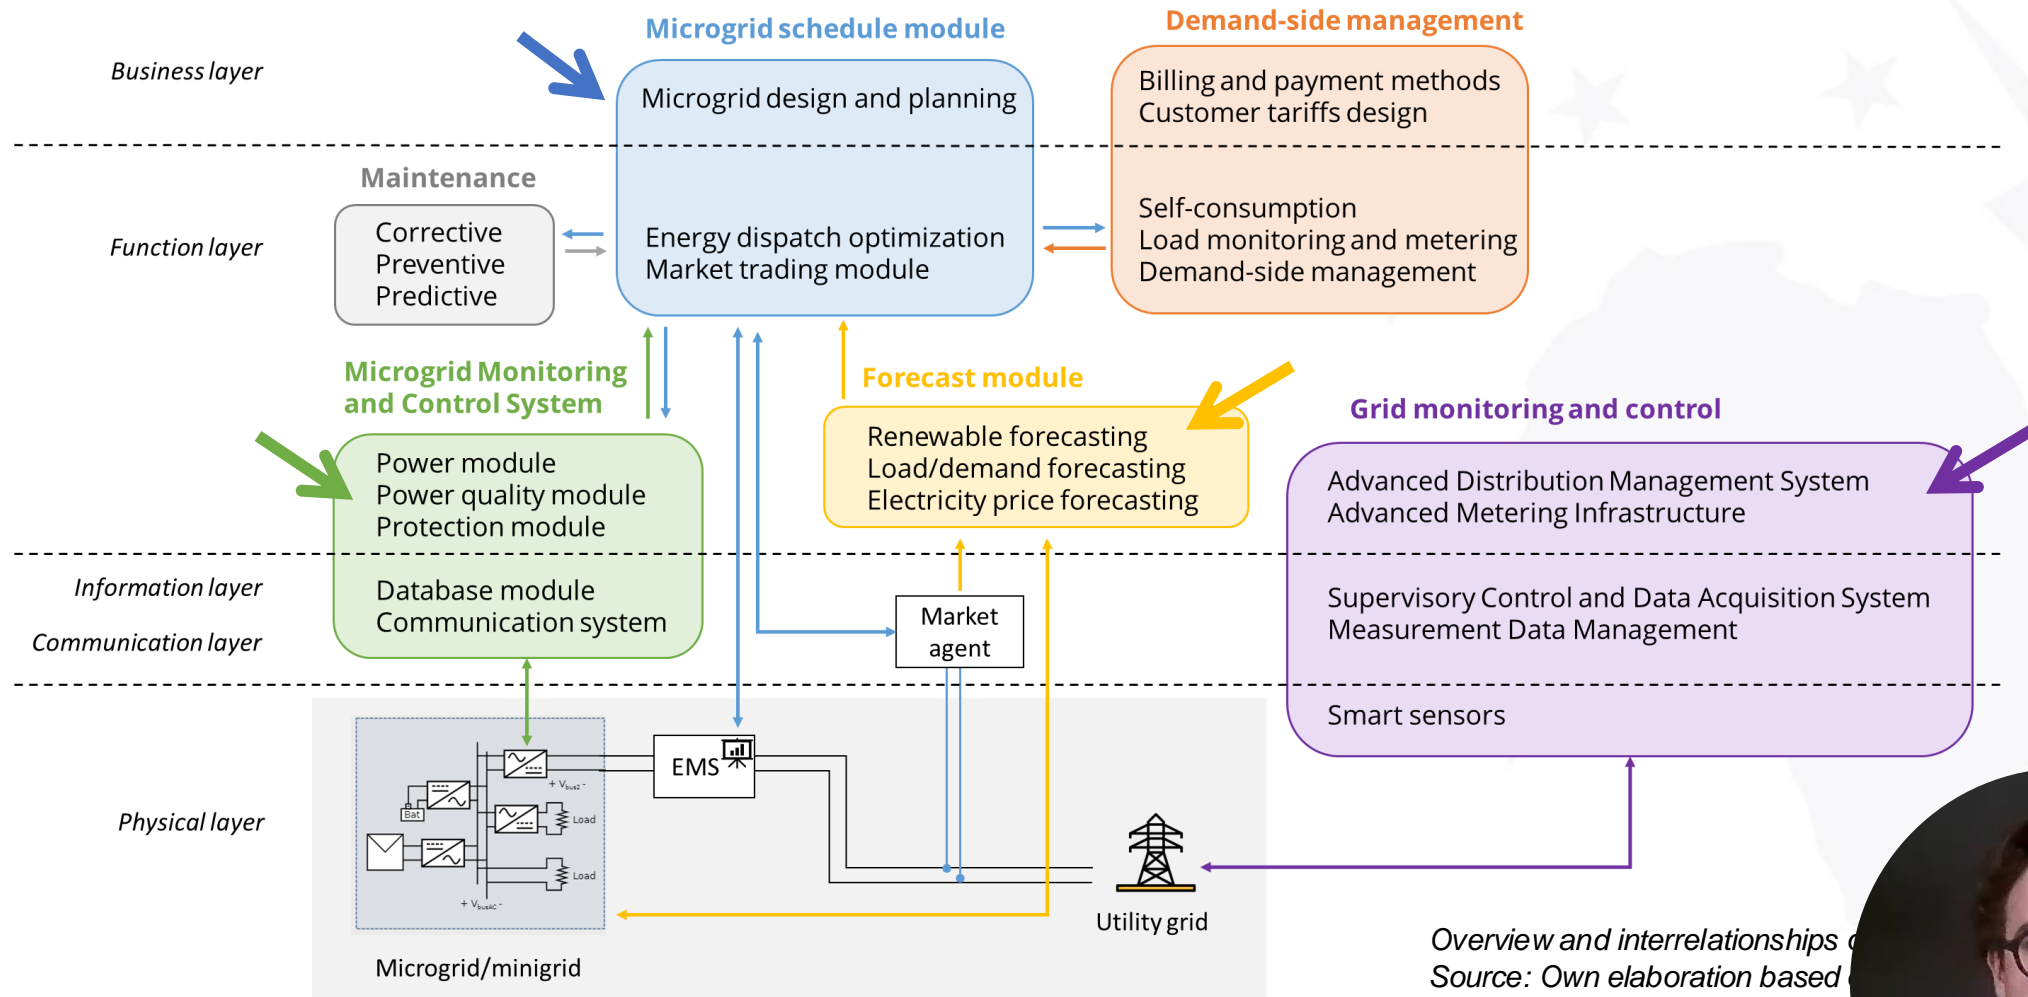 Microgrid schedule module
Demand-side management
Business layer
Microgrid design and planning
Billing and payment methods
Customer tariffs design
Maintenance
Function layer
Corrective
Preventive
Predictive
Energy dispatch optimization
Market trading module
Self-consumption
Load monitoring and metering
Demand-side management
Microgrid Monitoring
and Control System
Forecast module
Grid monitoring and control
Power module
Power quality module
Protection module
Renewable forecasting
Load/demand forecasting
Electricity price forecasting
Advanced Distribution Management System
Advanced Metering Infrastructure
Information layer
Communication layer
Database module
Communication system
Market
agent
Supervisory Control and Data Acquisition System
Measurement Data Management
Smart sensors
Physical layer
EMS
+ Vbus2 -
Bat
Load
Load
+ VbusAC -
Utility grid
Microgrid/minigrid
Overview and interrelationships
Source: Own elaboration based